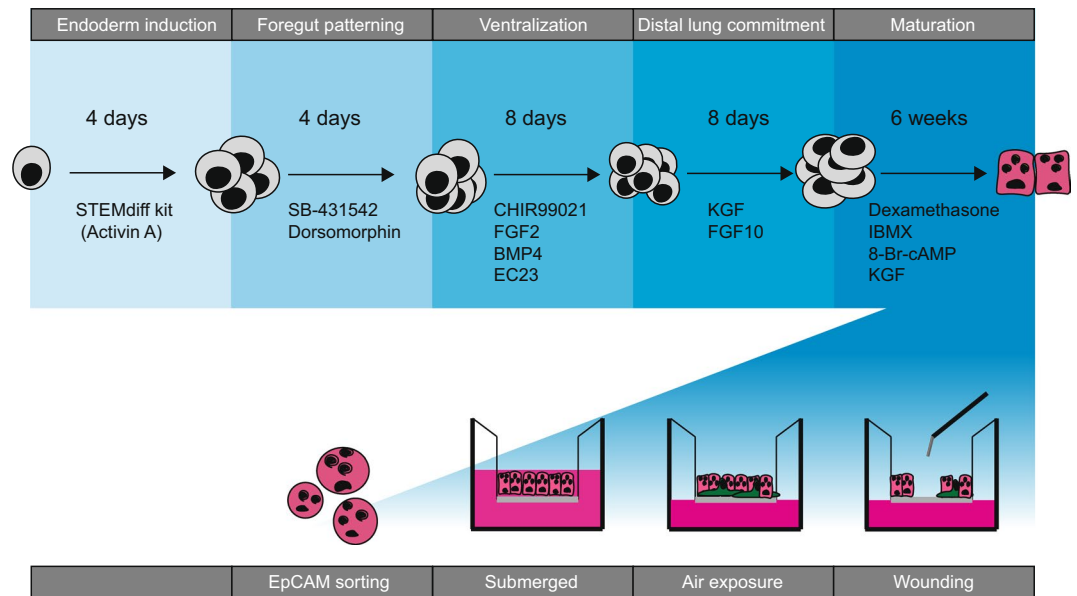 Endoderm induction
Foregut patterning
Ventralization
Distal lung commitment
Maturation
4 days
4 days
8 days
8 days
6 weeks
STEMdiff kit
(Activin A)
SB-431542
Dorsomorphin
CHIR99021
FGF2
BMP4
EC23
KGF
FGF10
Dexamethasone
IBMX
8-Br-cAMP
KGF
EpCAM sorting
Submerged
Air exposure
Wounding